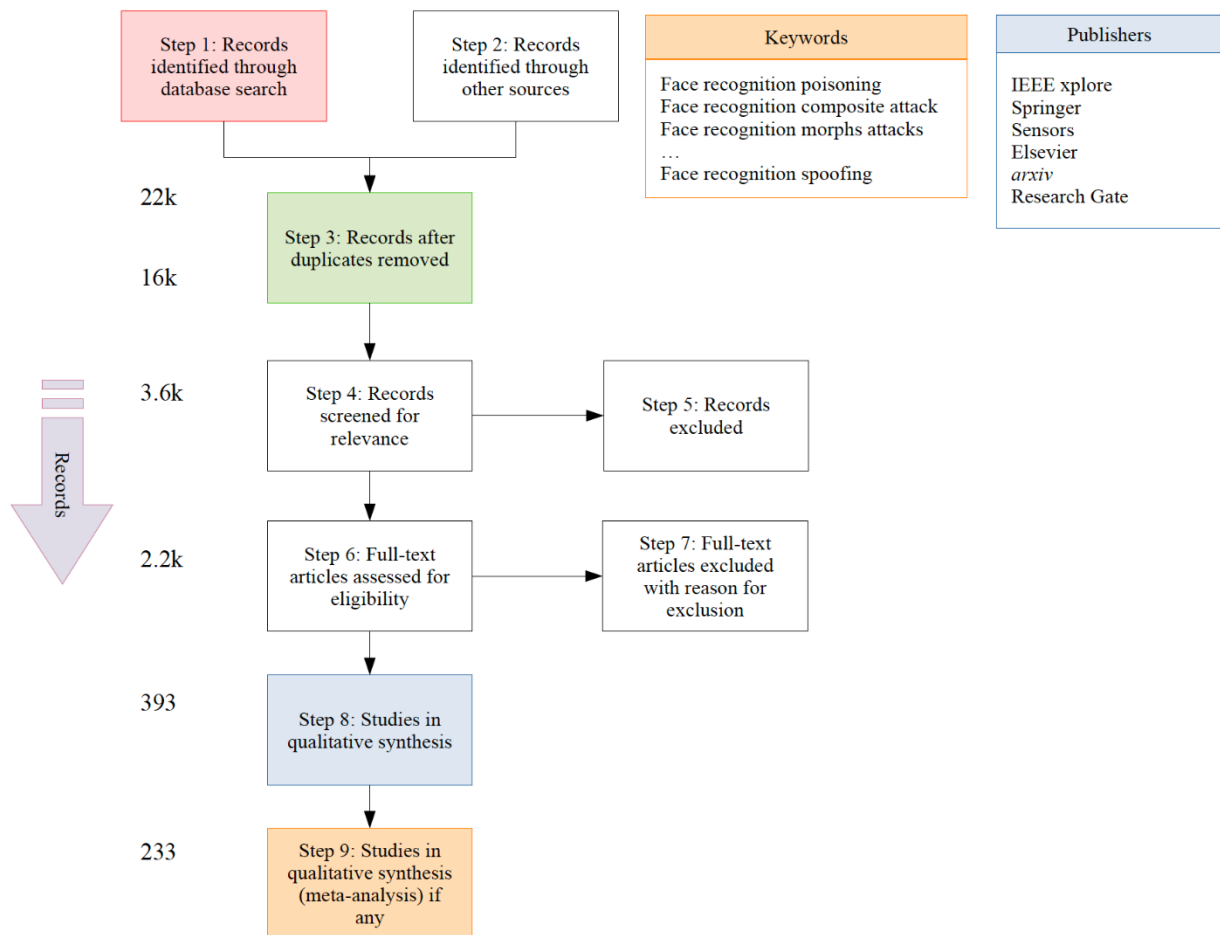 Step 1: Records
identified through
database search
Step 2: Records
identified through
other sources
Keywords
Face recognition poisoning
Face recognition composite attack
Face recognition morphs attacks
…
Face recognition spoofing
Publishers
IEEE xplore
Springer
Sensors
Elsevier
arxiv
Research Gate
22k
Step 3: Records after
duplicates removed
16k
3.6k
Step 4: Records
screened for
relevance
Step 5: Records
excluded
Records
2.2k
Step 6: Full-text
articles assessed for
eligibility
Step 7: Full-text
articles excluded
with reason for
exclusion
393
Step 8: Studies in
qualitative synthesis
233
Step 9: Studies in
qualitative synthesis
(meta-analysis) if
any